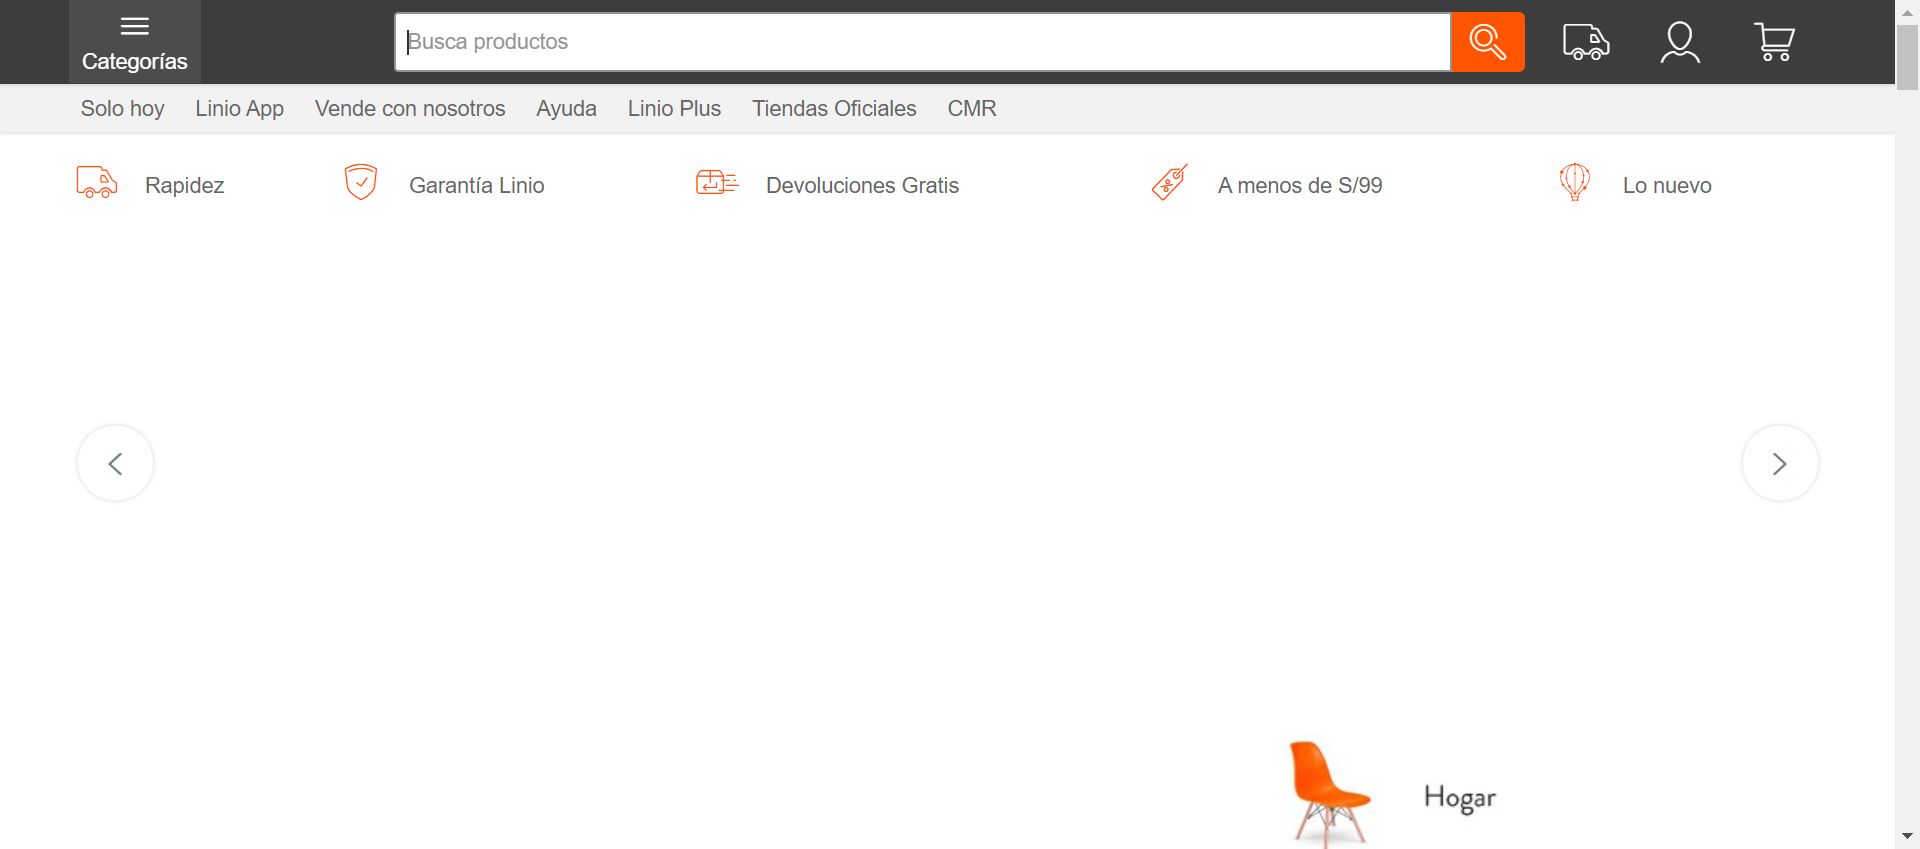 Categorías
Busca productos
Solo hoy Linio App Vende con nosotros Ayuda Linio Plus Tiendas Oficiales CMR
Rapidez Garantía Linio Devoluciones Gratis A menos de S/99 Lo nuevo
Hogar